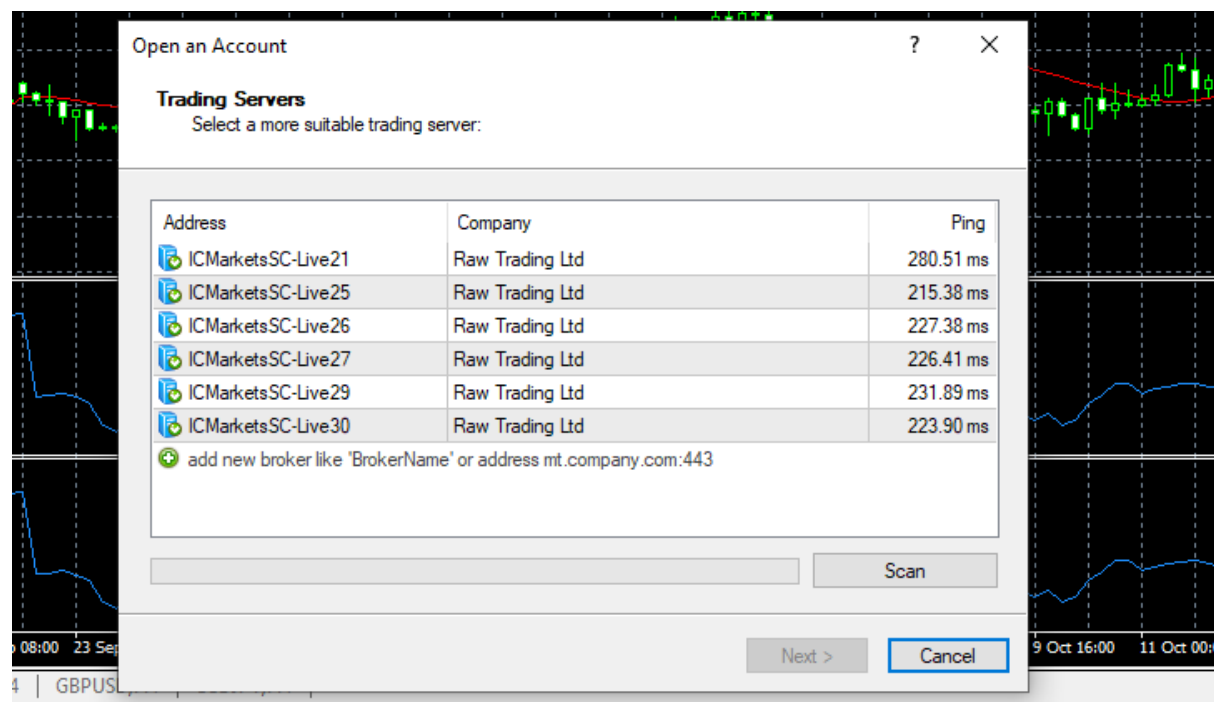 Open an Account
?
Trading Servers
Select a more suitable trading server:
Address Company Ping
ICMarketsSC-Live21 Raw Trading Ltd 280.51 ms
ICMarketsSC-Live25 Raw Trading Ltd 215.38 ms
ICMarketsSC-Live26 Raw Trading Ltd 227.38 ms
ICMarketsSC-Live27 Raw Trading Ltd 226.41 ms
ICMarketsSC-Live29 Raw Trading Ltd 231.89 ms
ICMarketsSC-Live30 Raw Trading Ltd 223.90 ms
add new broker like 'BrokerName' or address mt.company.com:443
Scan
Next > Cancel
08:00 23 Sep 9 Oct 16:00 11 Oct 00:
4 | GBPUS